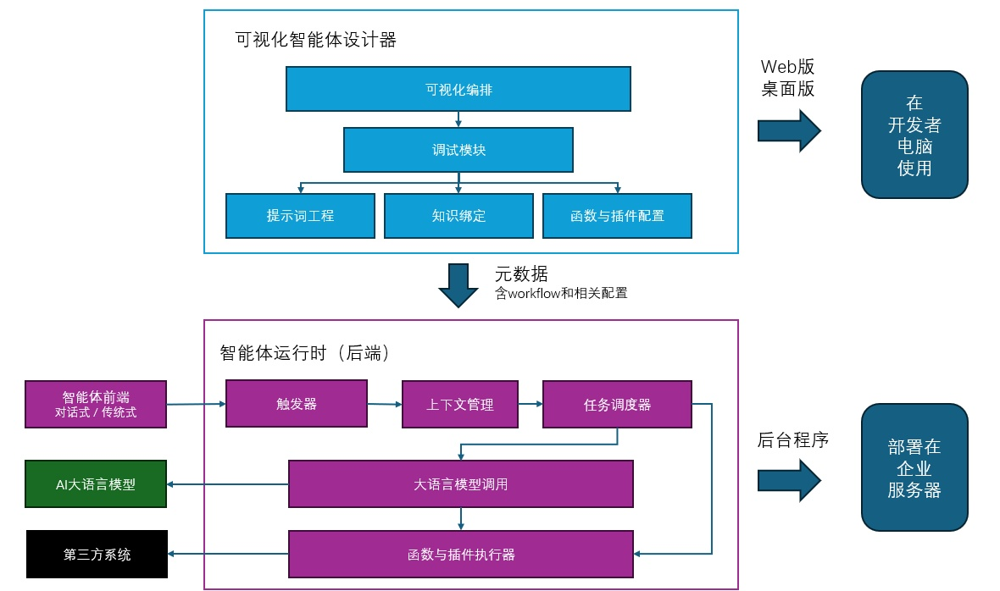 可视化智能体设计器
可视化编排
调试模块
提示词工程
知识绑定
函数与插件配置
Web版
桌面版
在
开发者
电脑
使用
元数据
含workflow和相关配置
智能体运行时（后端）
智能体前端
对话式 / 传统式
触发器
上下文管理
任务调度器
AI大语言模型
大语言模型调用
第三方系统
函数与插件执行器
后台程序
部署在
企业
服务器